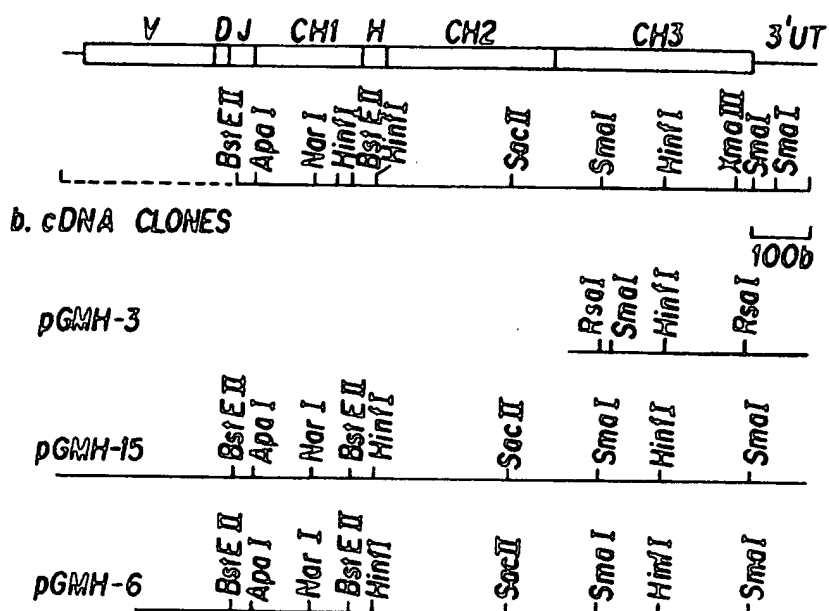 V D J CH1 H CH2 CH3 3'UT
BstEII ApaI NarI HinfI BstEII HinfI SacII SmaI HinfI XmaIII SmaI SmaI
b. cDNA CLONES
100b
pGMH-3 RsaI SmaI HinfI RsaI
pGMH-15 BstEII ApaI NarI BstEII HinfI SacII SmaI HinfI SmaI
pGMH-6 BstEII ApaI NarI BstEII HinfI SacII SmaI HinfI SmaI